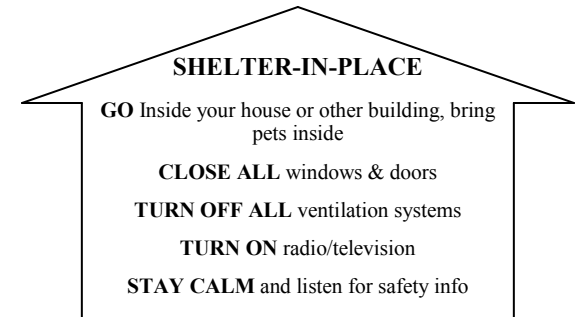 SHELTER-IN-PLACE
GO Inside your house or other building, bring
pets inside
CLOSE ALL windows & doors
TURN OFF ALL ventilation systems
TURN ON radio/television
STAY CALM and listen for safety info